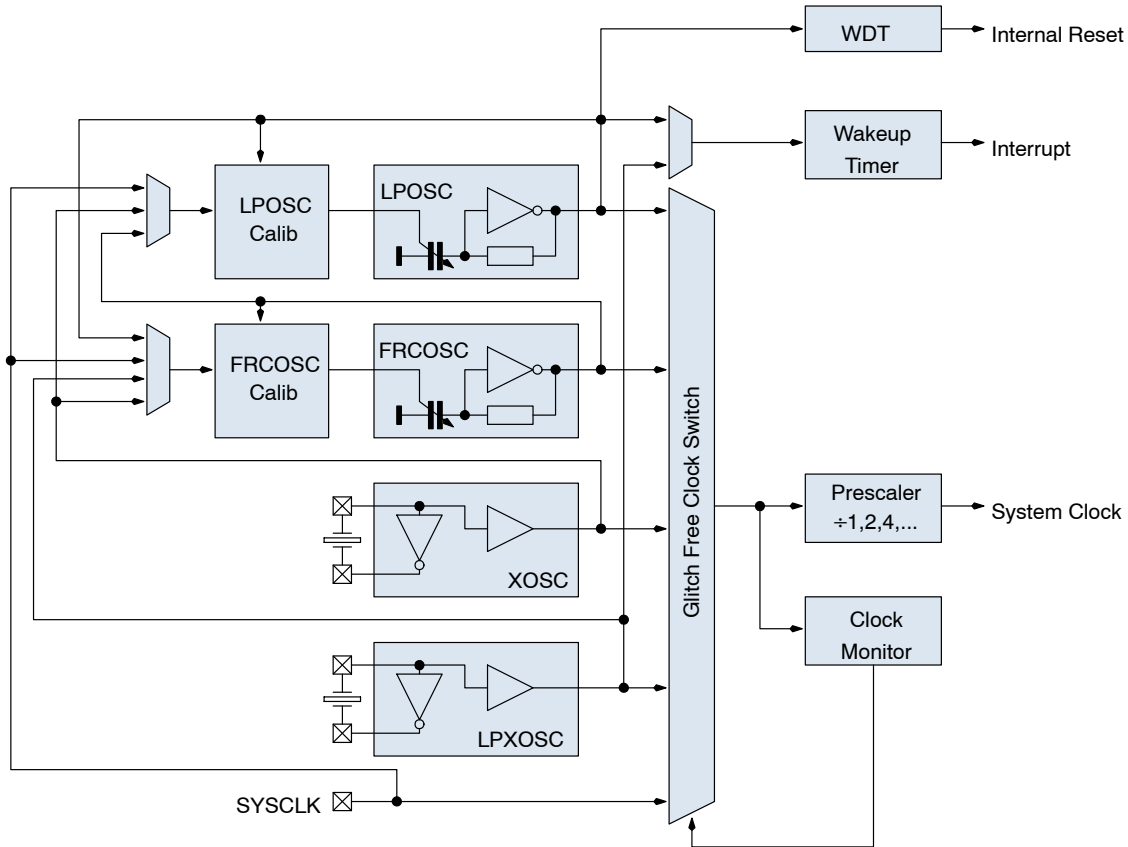 WDT
Internal Reset
Wakeup
Timer
Interrupt
LPOSC
Calib
LPOSC
FRCOSC
Calib
FRCOSC
Glitch Free Clock Switch
Prescaler
÷1,2,4,...
System Clock
XOSC
Clock
Monitor
LPXOSC
SYSCLK